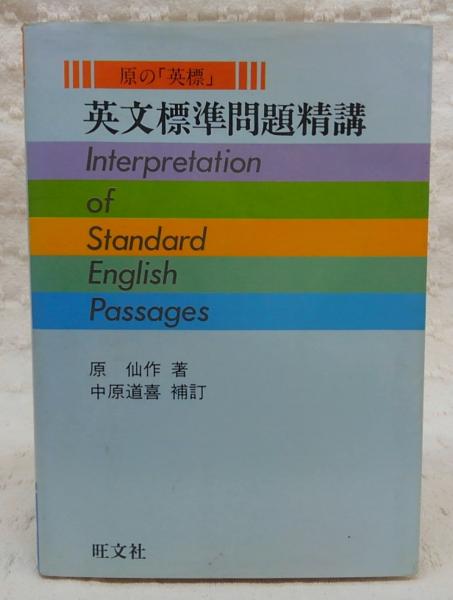 原の「英標」
英文標準問題精講
Interpretation
of
Standard
English
Passages
原 仙作 著
中原道喜 補訂
旺文社